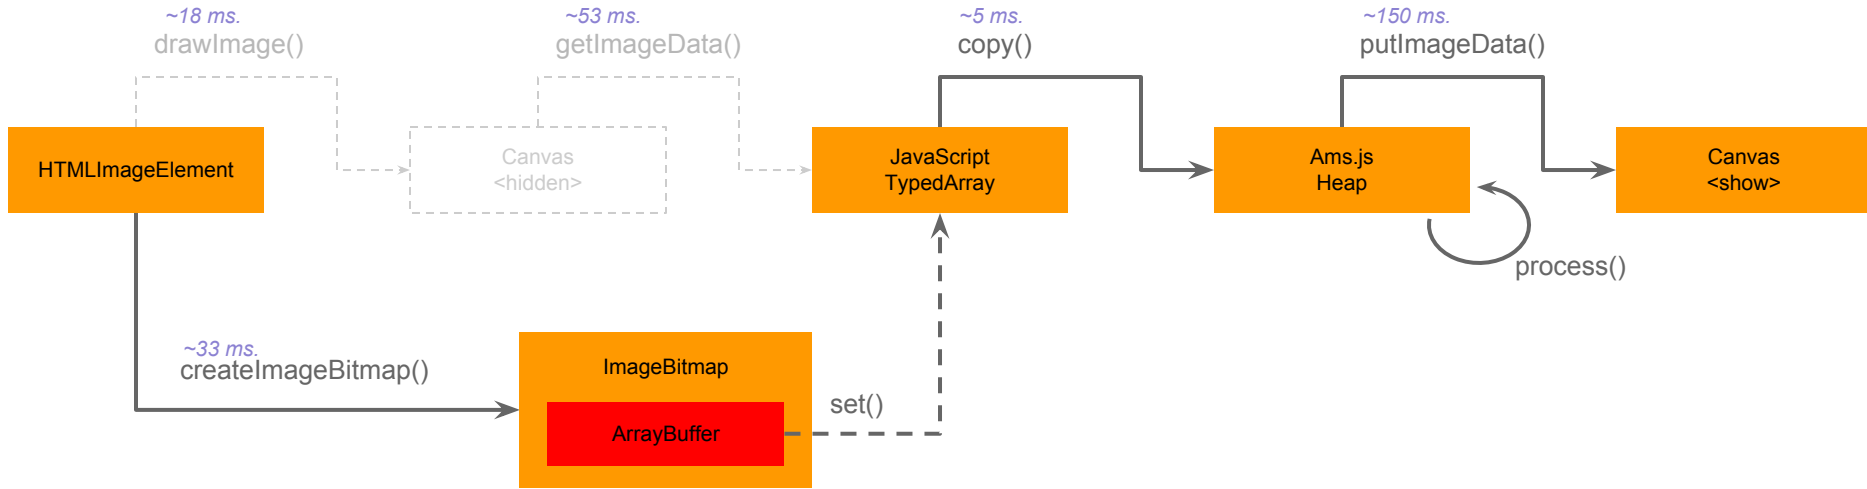 ~18 ms.
drawImage()
~53 ms.
getImageData()
~5 ms.
copy()
~150 ms.
putImageData()
HTMLImageElement
Canvas
<hidden>
JavaScript
TypedArray
Ams.js
Heap
Canvas
<show>
process()
~33 ms.
createImageBitmap()
ImageBitmap
ArrayBuffer
set()